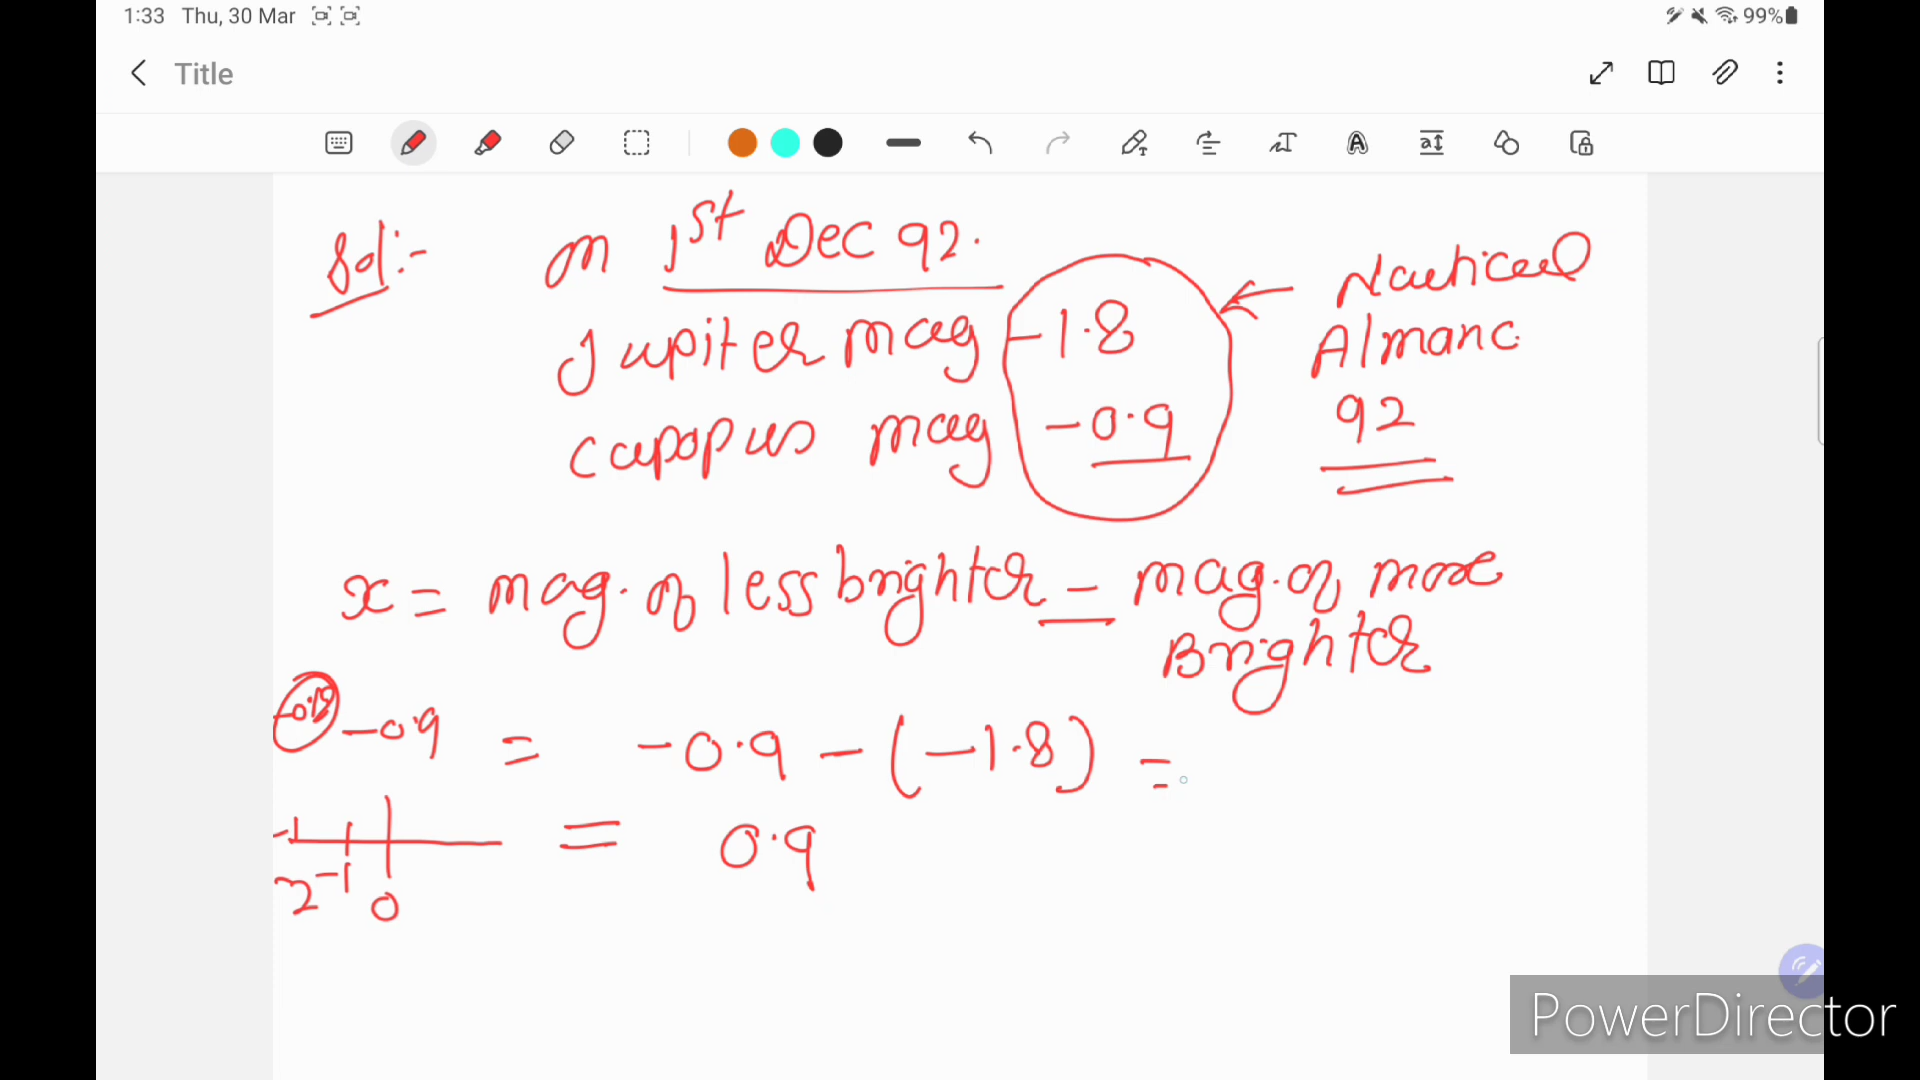 1:33 Thu, 30 Mar 99%
Title
Sol:- On 1st Dec 92.
Jupiter mag -1.8
Nautical
Almanc
92
capopus mag -0.9
x = mag. of less brighter - mag. of more
Brighter
-0.9 = -0.9 - (-1.8) =
= 0.9
-2 -1 0
PowerDirector